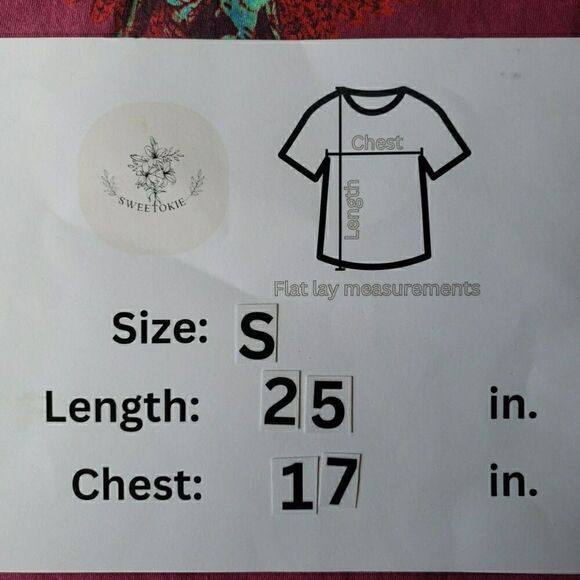 SWEETOKIE
Chest
Length
Flat lay measurements
Size: S
Length: 25 in.
Chest: 17 in.